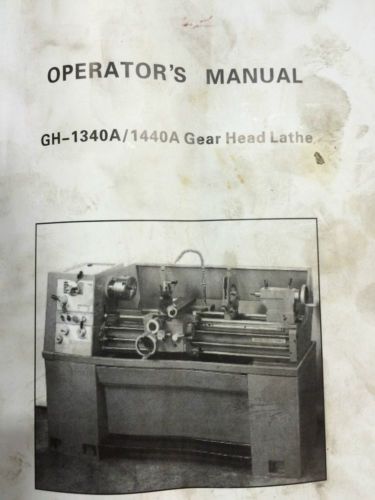 OPERATOR'S MANUAL
GH-1340A/1440A Gear Head Lathe